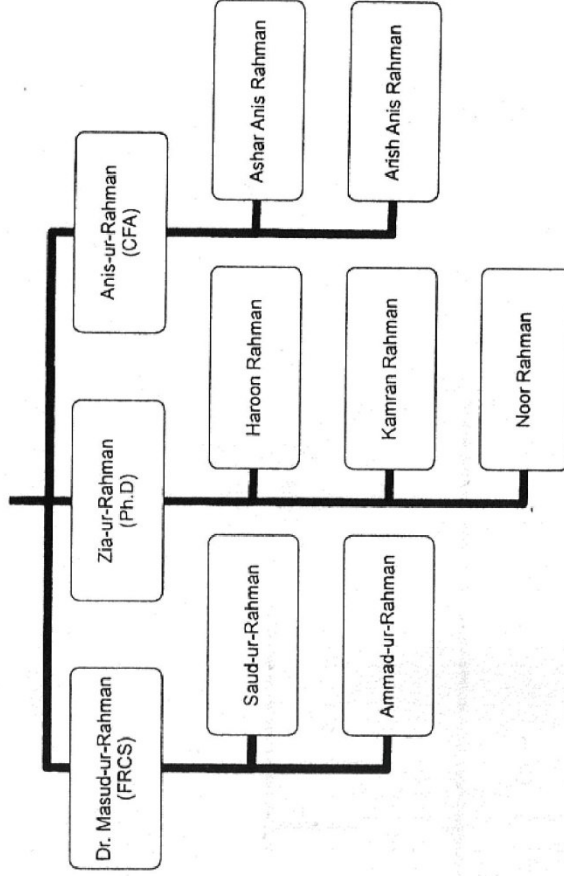 Dr. Masud-ur-Rahman
(FRCS)
Saud-ur-Rahman
Ammad-ur-Rahman
Zia-ur-Rahman
(Ph.D)
Haroon Rahman
Kamran Rahman
Noor Rahman
Anis-ur-Rahman
(CFA)
Ashar Anis Rahman
Arish Anis Rahman